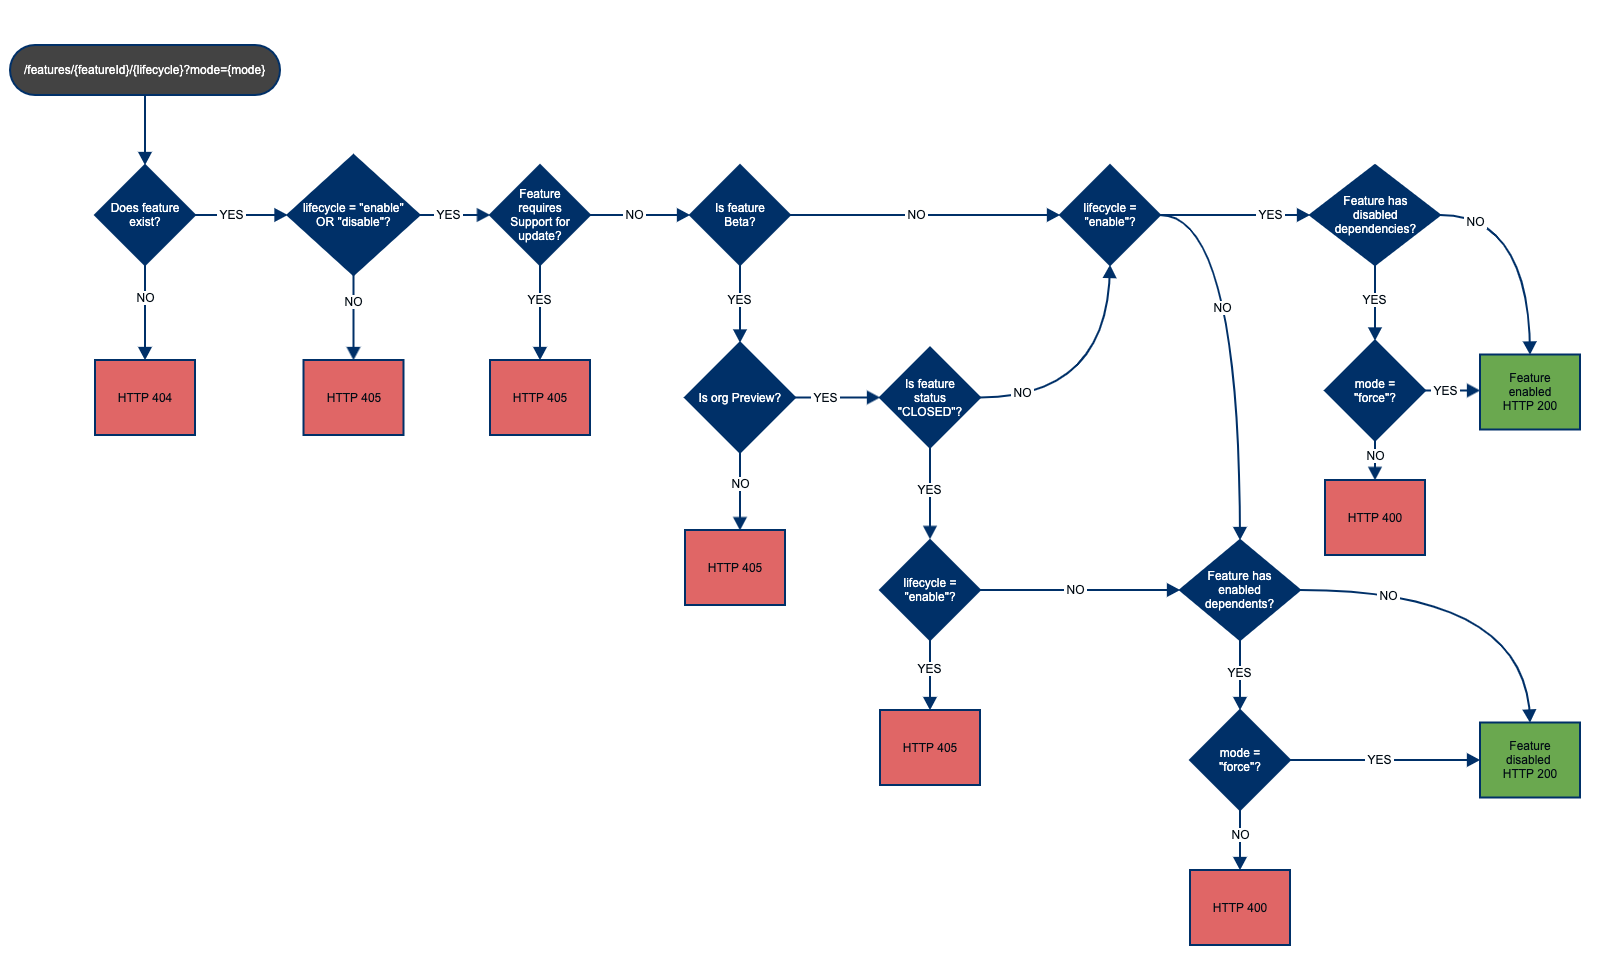 /features/{featureId}/{lifecycle}?mode={mode}
Does feature
exist?
YES
lifecycle = "enable"
OR "disable"?
YES
Feature
requires
Support for
update?
NO
Is feature
Beta?
NO
lifecycle =
"enable"?
YES
Feature has
disabled
dependencies?
NO
NO
NO
YES
YES
NO
YES
HTTP 404
HTTP 405
HTTP 405
Is org Preview?
YES
Is feature
status
"CLOSED"?
NO
mode =
"force"?
YES
Feature
enabled
HTTP 200
NO
YES
NO
HTTP 400
HTTP 405
lifecycle =
"enable"?
NO
Feature has
enabled
dependents?
NO
YES
YES
HTTP 405
mode =
"force"?
YES
Feature
disabled
HTTP 200
NO
HTTP 400